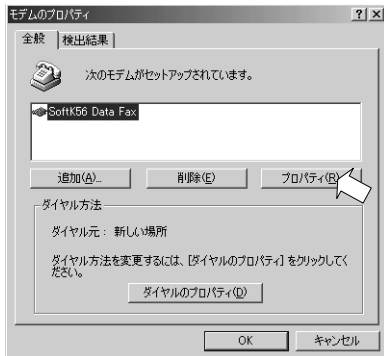 モデムのプロパティ
全般 検出結果
次のモデムがセットアップされています。
SoftK56 Data Fax
追加(A)... 削除(E) プロパティ(R)
ダイヤル方法
ダイヤル元： 新しい場所
ダイヤル方法を変更するには、[ダイヤルのプロパティ] をクリックしてく
ださい。
ダイヤルのプロパティ(D)
OK キャンセル